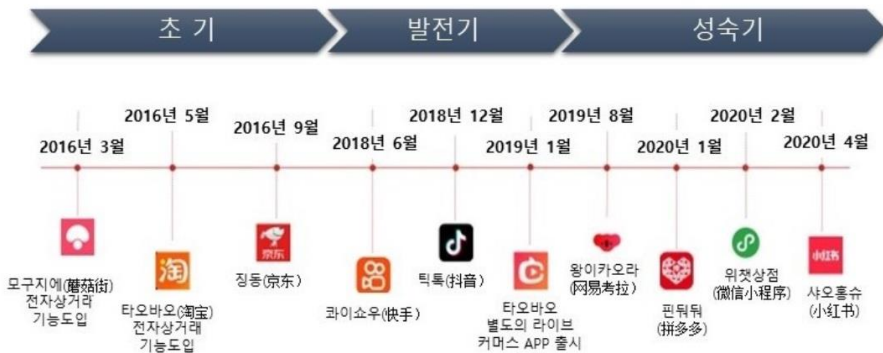 초 기
발전기
성숙기
2016년 3월
2016년 5월
2016년 9월
2018년 6월
2018년 12월
2019년 1월
2019년 8월
2020년 1월
2020년 2월
2020년 4월
모구지에(蘑菇街)
전자상거래
기능도입
淘
타오바오(淘宝)
전자상거래
기능도입
京东
징동(京东)
콰이쇼우(快手)
틱톡(抖音)
타오바오
별도의 라이브
커머스 APP 출시
왕이카오라
(网易考拉)
핀둬둬
(拼多多)
위챗상점
(微信小程序)
小红书
샤오홍슈
(小红书)